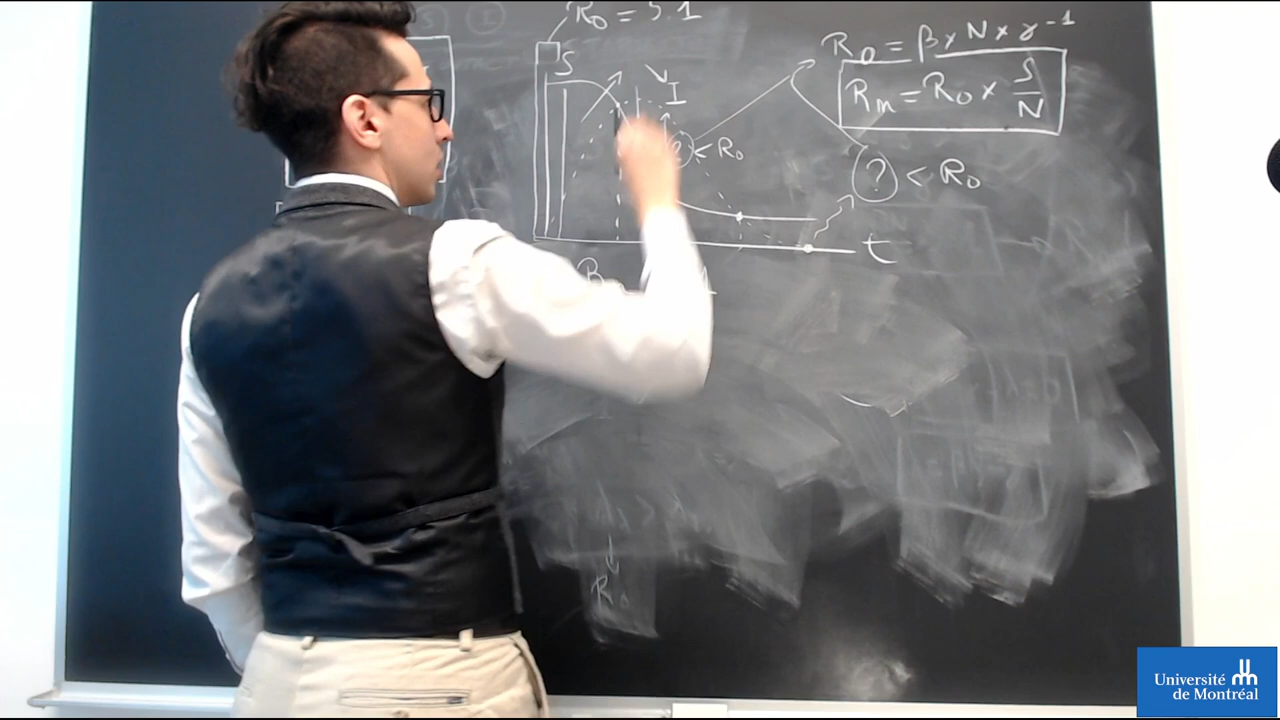 R₀ = 5.1
S
I
? < R₀
R₀ = β × N × γ⁻¹
Rₘ = R₀ × S/N
? < R₀
t
B
Université
de Montréal